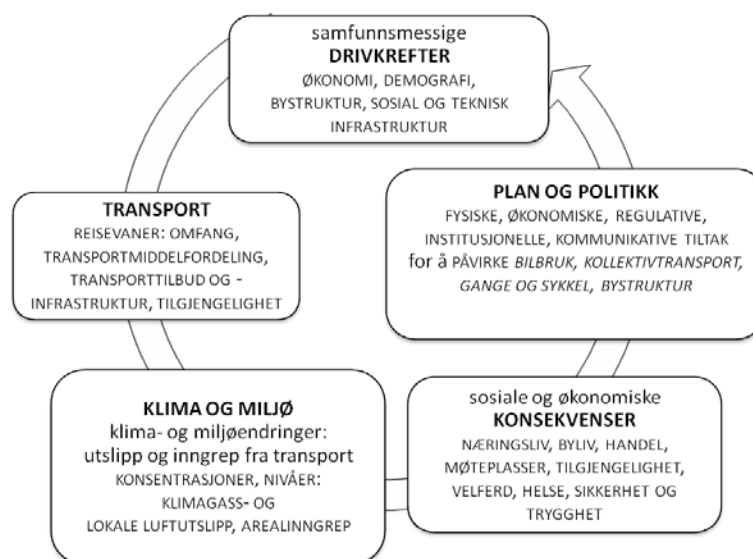 samfunnsmessige
DRIVKREFTER
ØKONOMI, DEMOGRAFI,
BYSTRUKTUR, SOSIAL OG TEKNISK
INFRASTRUKTUR
PLAN OG POLITIKK
FYSISKE, ØKONOMISKE, REGULATIVE,
INSTITUSJONELLE, KOMMUNIKATIVE TILTAK
for å PÅVIRKE BILBRUK, KOLLEKTIVTRANSPORT,
GANGE OG SYKKEL, BYSTRUKTUR
sosiale og økonomiske
KONSEKVENSER
NÆRINGSLIV, BYLIV, HANDEL,
MØTEPLASSER, TILGJENGELIGHET,
VELFERD, HELSE, SIKKERHET OG
TRYGGHET
KLIMA OG MILJØ
klima- og miljøendringer:
utslipp og inngrep fra transport
KONSENTRASJONER, NIVÅER:
KLIMAGASS- OG
LOKALE LUFTUTSLIPP, AREALINNGREP
TRANSPORT
REISEVANER: OMFANG,
TRANSPORTMIDDELFORDELING,
TRANSPORTTILBUD OG -
INFRASTRUKTUR, TILGJENGELIGHET